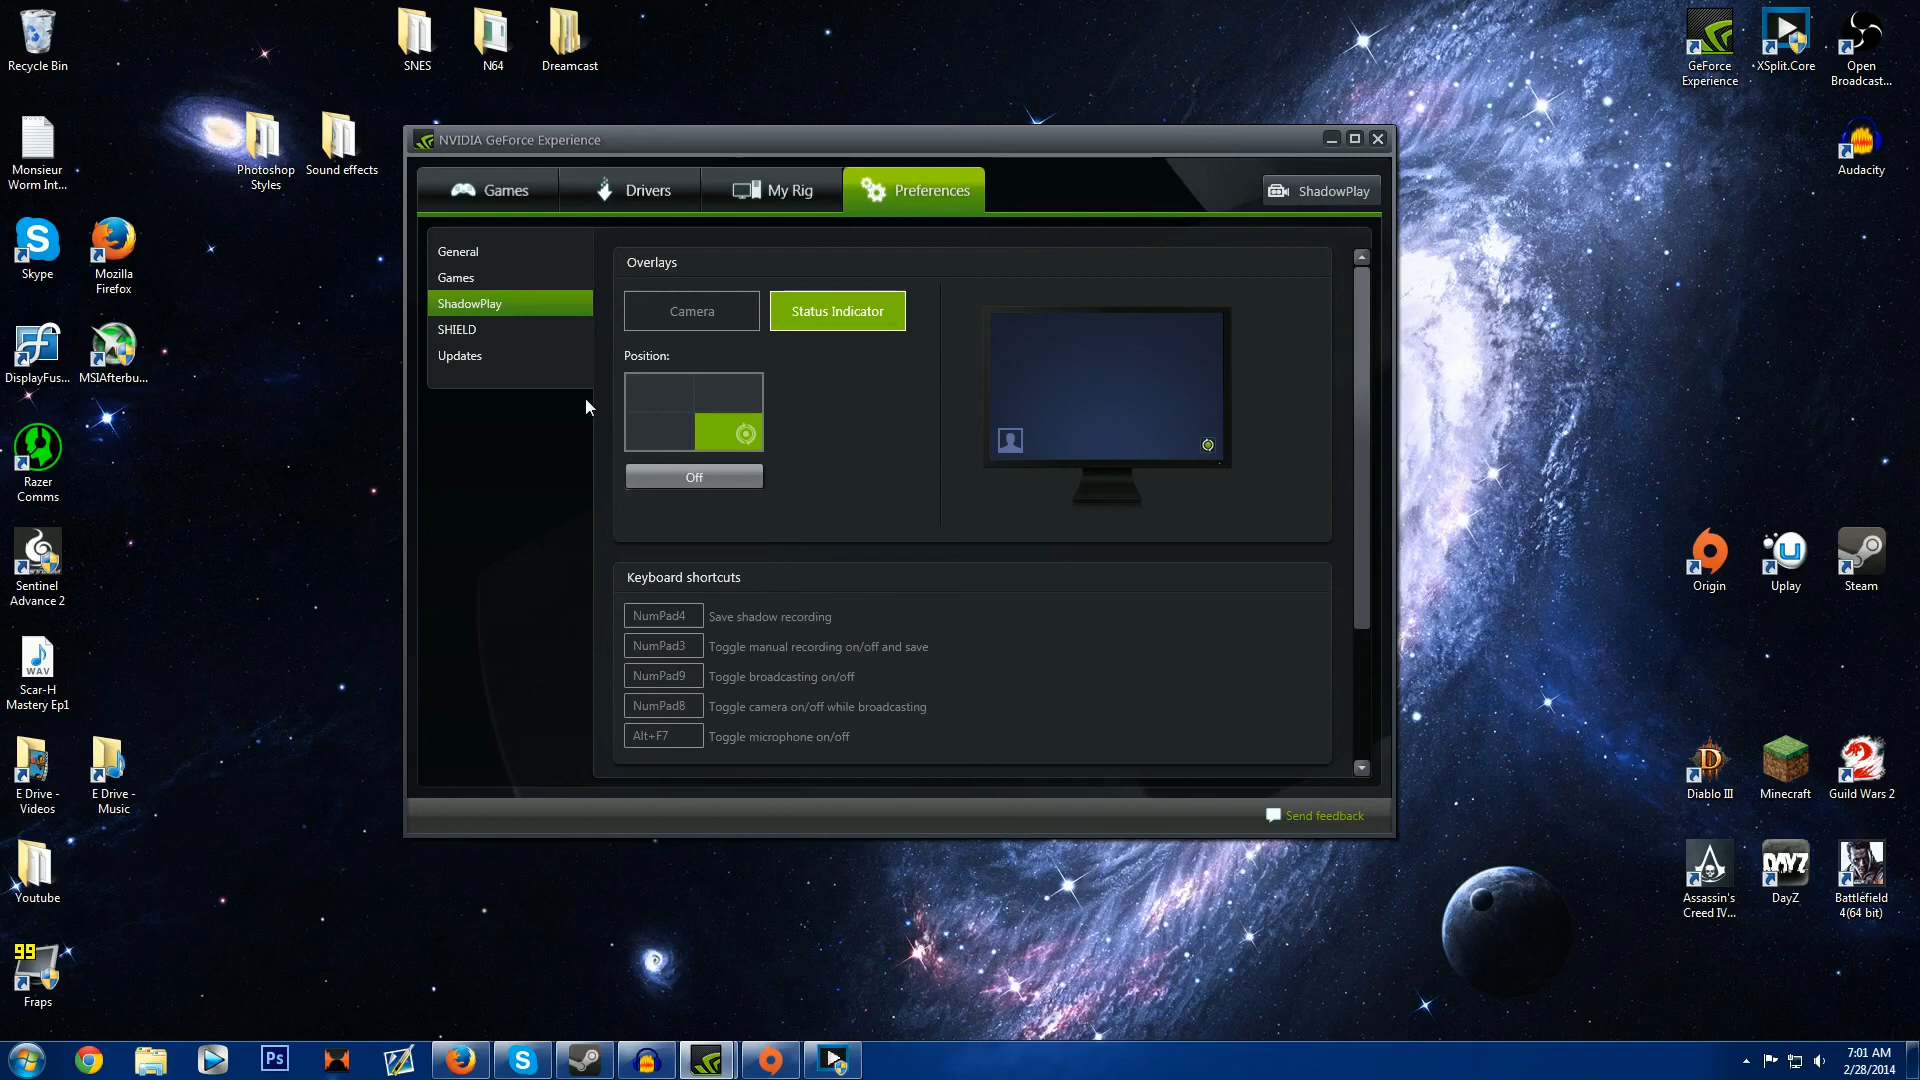 Recycle Bin
SNES
N64
Dreamcast
GeForce
Experience
XSplit.Core
Open
Broadcast...
Monsieur
Worm Int...
Photoshop
Styles
Sound effects
Audacity
Skype
Mozilla
Firefox
DisplayFus...
MSIAfterbu...
Razer
Comms
Sentinel
Advance 2
WAV
Scar-H
Mastery Ep1
E Drive -
Videos
E Drive -
Music
Youtube
99
Fraps
NVIDIA GeForce Experience
Games
Drivers
My Rig
Preferences
ShadowPlay
General
Games
ShadowPlay
SHIELD
Updates
Overlays
Camera
Status Indicator
Position:
Off
Keyboard shortcuts
NumPad4 Save shadow recording
NumPad3 Toggle manual recording on/off and save
NumPad9 Toggle broadcasting on/off
NumPad8 Toggle camera on/off while broadcasting
Alt+F7 Toggle microphone on/off
Send feedback
Origin
Uplay
Steam
Diablo III
Minecraft
Guild Wars 2
Assassin's
Creed IV...
DAYZ
DayZ
Battlefield
4(64 bit)
Ps
7:01 AM
2/28/2014